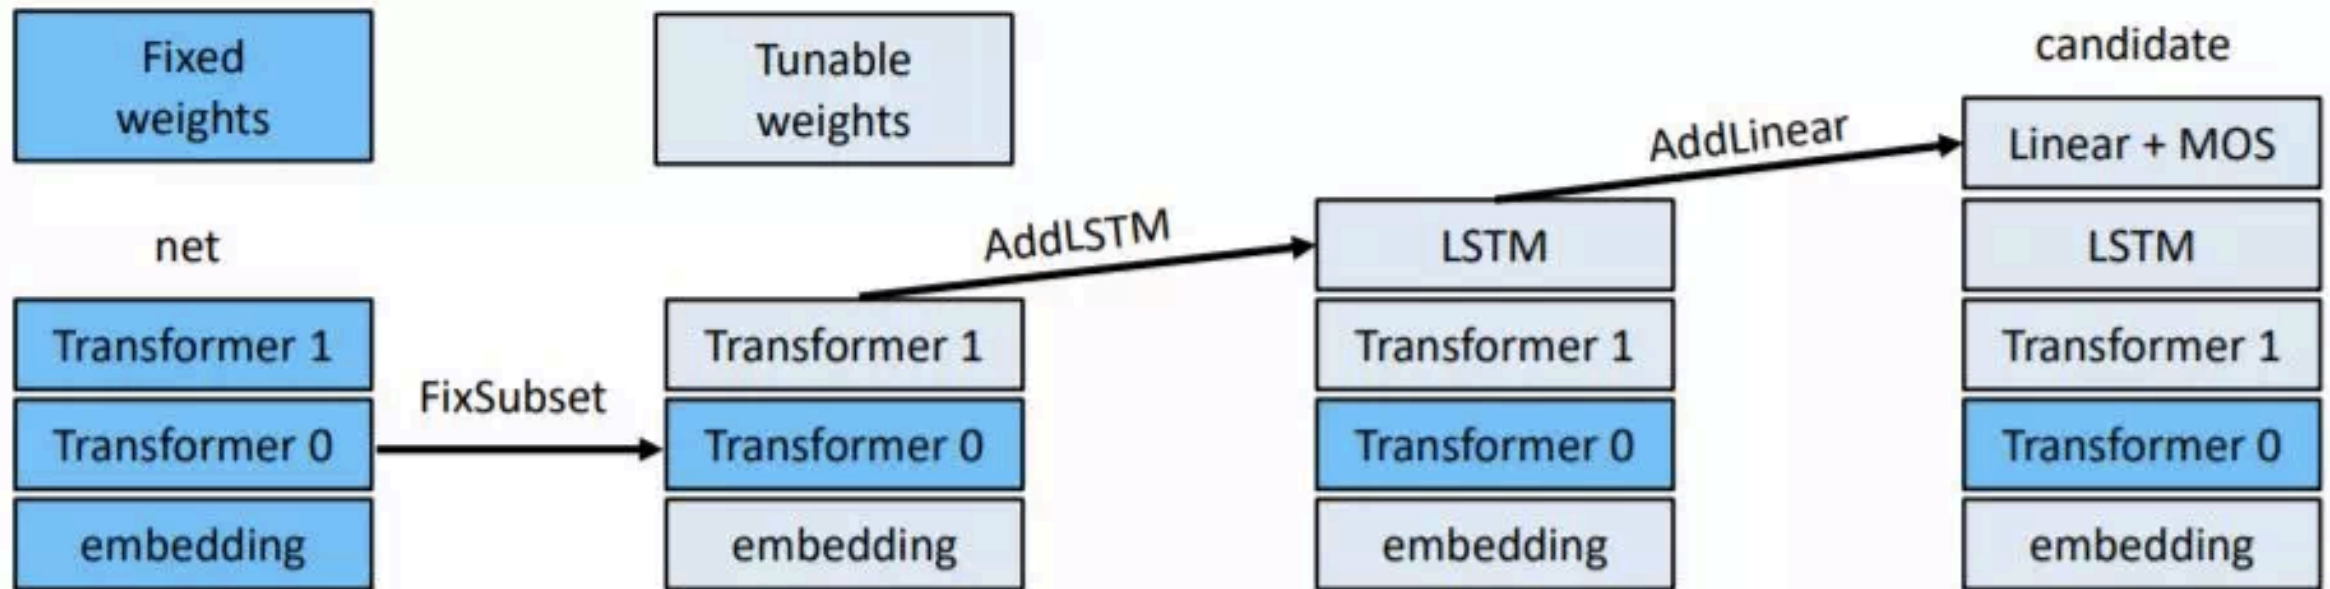 Fixed
weights
Tunable
weights
candidate
AddLinear
Linear + MOS
net
AddLSTM
LSTM
LSTM
Transformer 1
Transformer 1
Transformer 1
Transformer 1
FixSubset
Transformer 0
Transformer 0
Transformer 0
Transformer 0
embedding
embedding
embedding
embedding